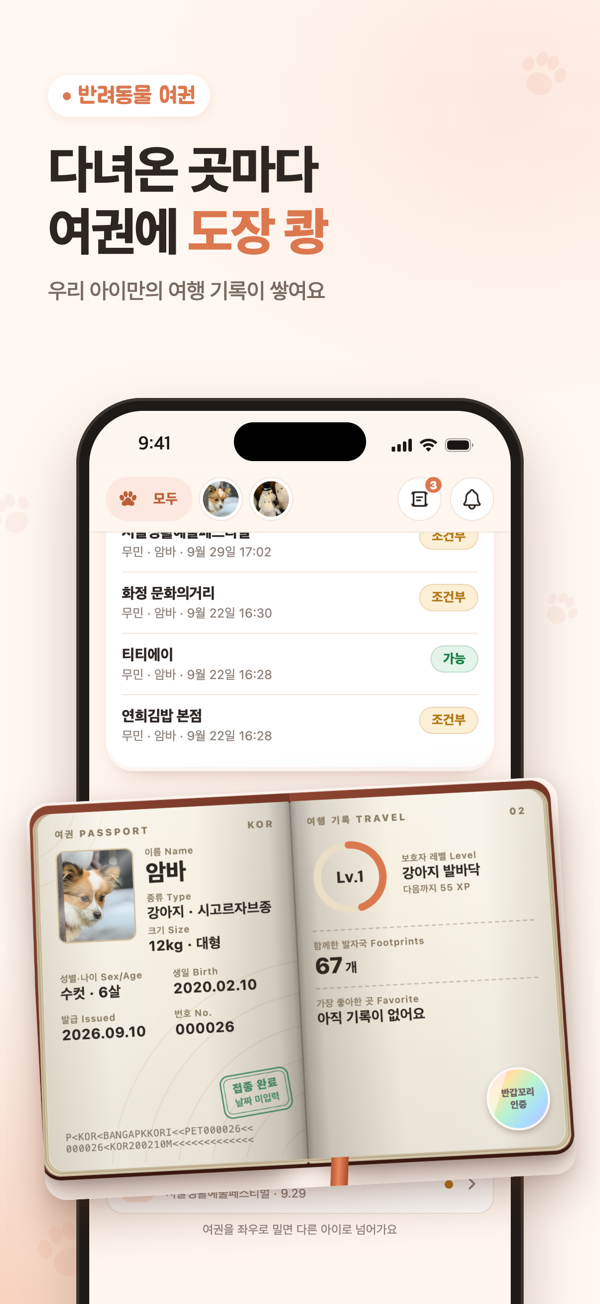 반려동물 여권
다녀온 곳마다
여권에 도장 쾅
우리 아이만의 여행 기록이 쌓여요
9:41
모두
3
무민 · 암바 · 9월 29일 17:02
조건부
화정 문화의거리
조건부
무민 · 암바 · 9월 22일 16:30
티티에이
가능
무민 · 암바 · 9월 22일 16:28
연희김밥 본점
조건부
무민 · 암바 · 9월 22일 16:28
여권 PASSPORT
KOR
이름 Name
암바
종류 Type
강아지 · 시고르자브종
크기 Size
12kg · 대형
성별·나이 Sex/Age
수컷 · 6살
생일 Birth
2020.02.10
발급 Issued
2026.09.10
번호 No.
000026
접종 완료
날짜 미입력
P<KOR<BANGAPKKORI<<PET000026<<
000026<KOR200210M<<<<<<<<<<<<<
여행 기록 TRAVEL
02
Lv.1
보호자 레벨 Level
강아지 발바닥
다음까지 55 XP
함께한 발자국 Footprints
67개
가장 좋아한 곳 Favorite
아직 기록이 없어요
반갑꼬리
인증
9.29
여권을 좌우로 밀면 다른 아이로 넘어가요